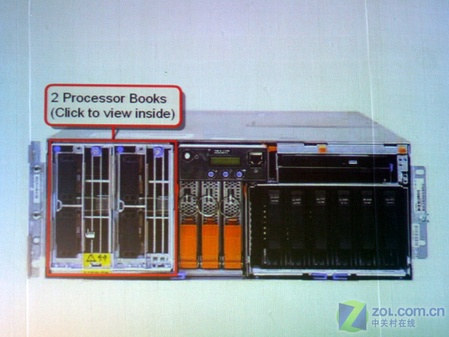 2 Processor Books
(Click to view inside)
ZOL.COM.CN
中关村在线